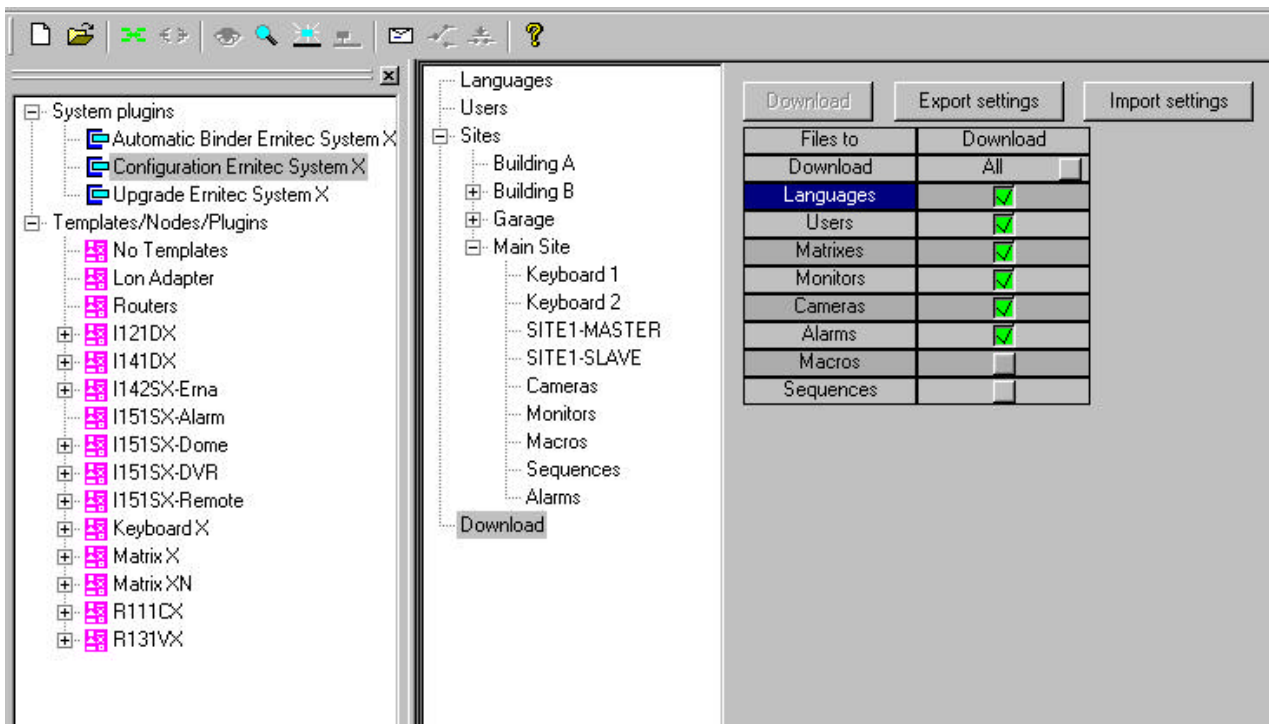 System plugins
Automatic Binder Ernitec System X
Configuration Ernitec System X
Upgrade Ernitec System X
Templates/Nodes/Plugins
No Templates
Lon Adapter
Routers
I121DX
I141DX
I142SX-Erna
I151SX-Alarm
I151SX-Dome
I151SX-DVR
I151SX-Remote
Keyboard X
Matrix X
Matrix XN
R111CX
R131VX
Languages
Users
Sites
Building A
Building B
Garage
Main Site
Keyboard 1
Keyboard 2
SITE1-MASTER
SITE1-SLAVE
Cameras
Monitors
Macros
Sequences
Alarms
Download
Download Export settings Import settings
Files to Download
Download All
Languages
Users
Matrixes
Monitors
Cameras
Alarms
Macros
Sequences